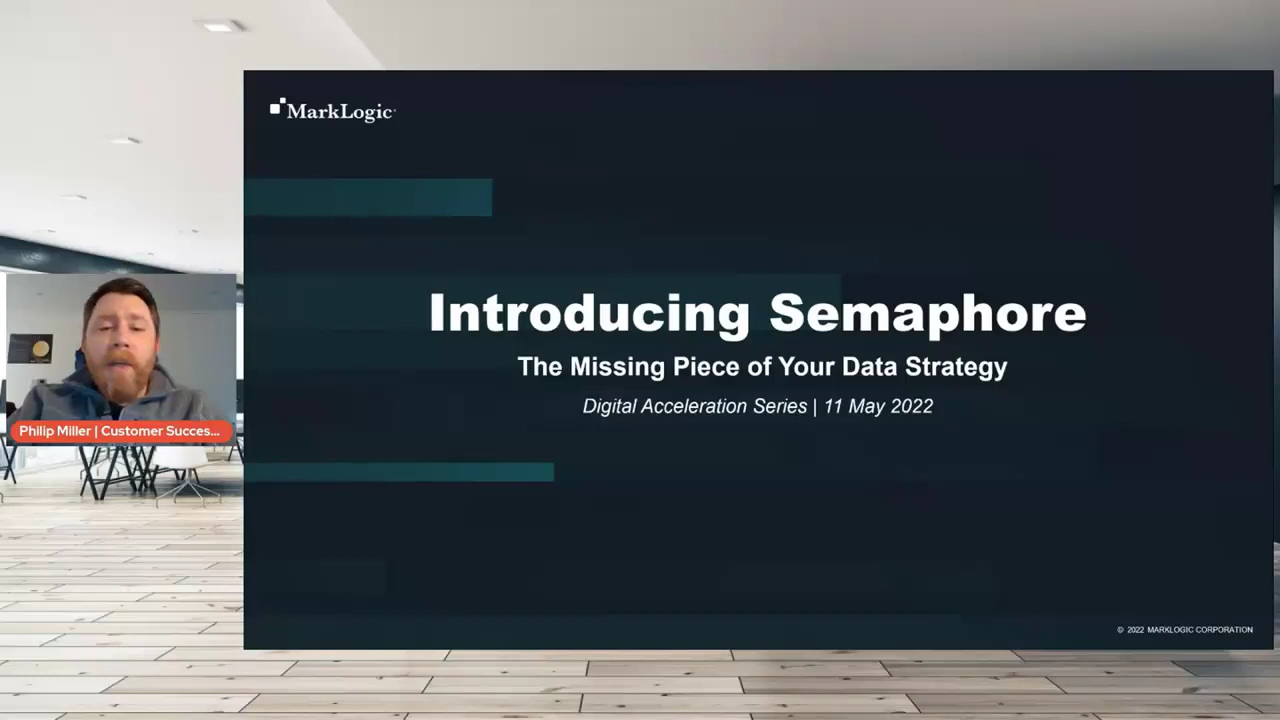 MarkLogic
Introducing Semaphore
The Missing Piece of Your Data Strategy
Digital Acceleration Series | 11 May 2022
Philip Miller | Customer Succes...
© 2022 MARKLOGIC CORPORATION